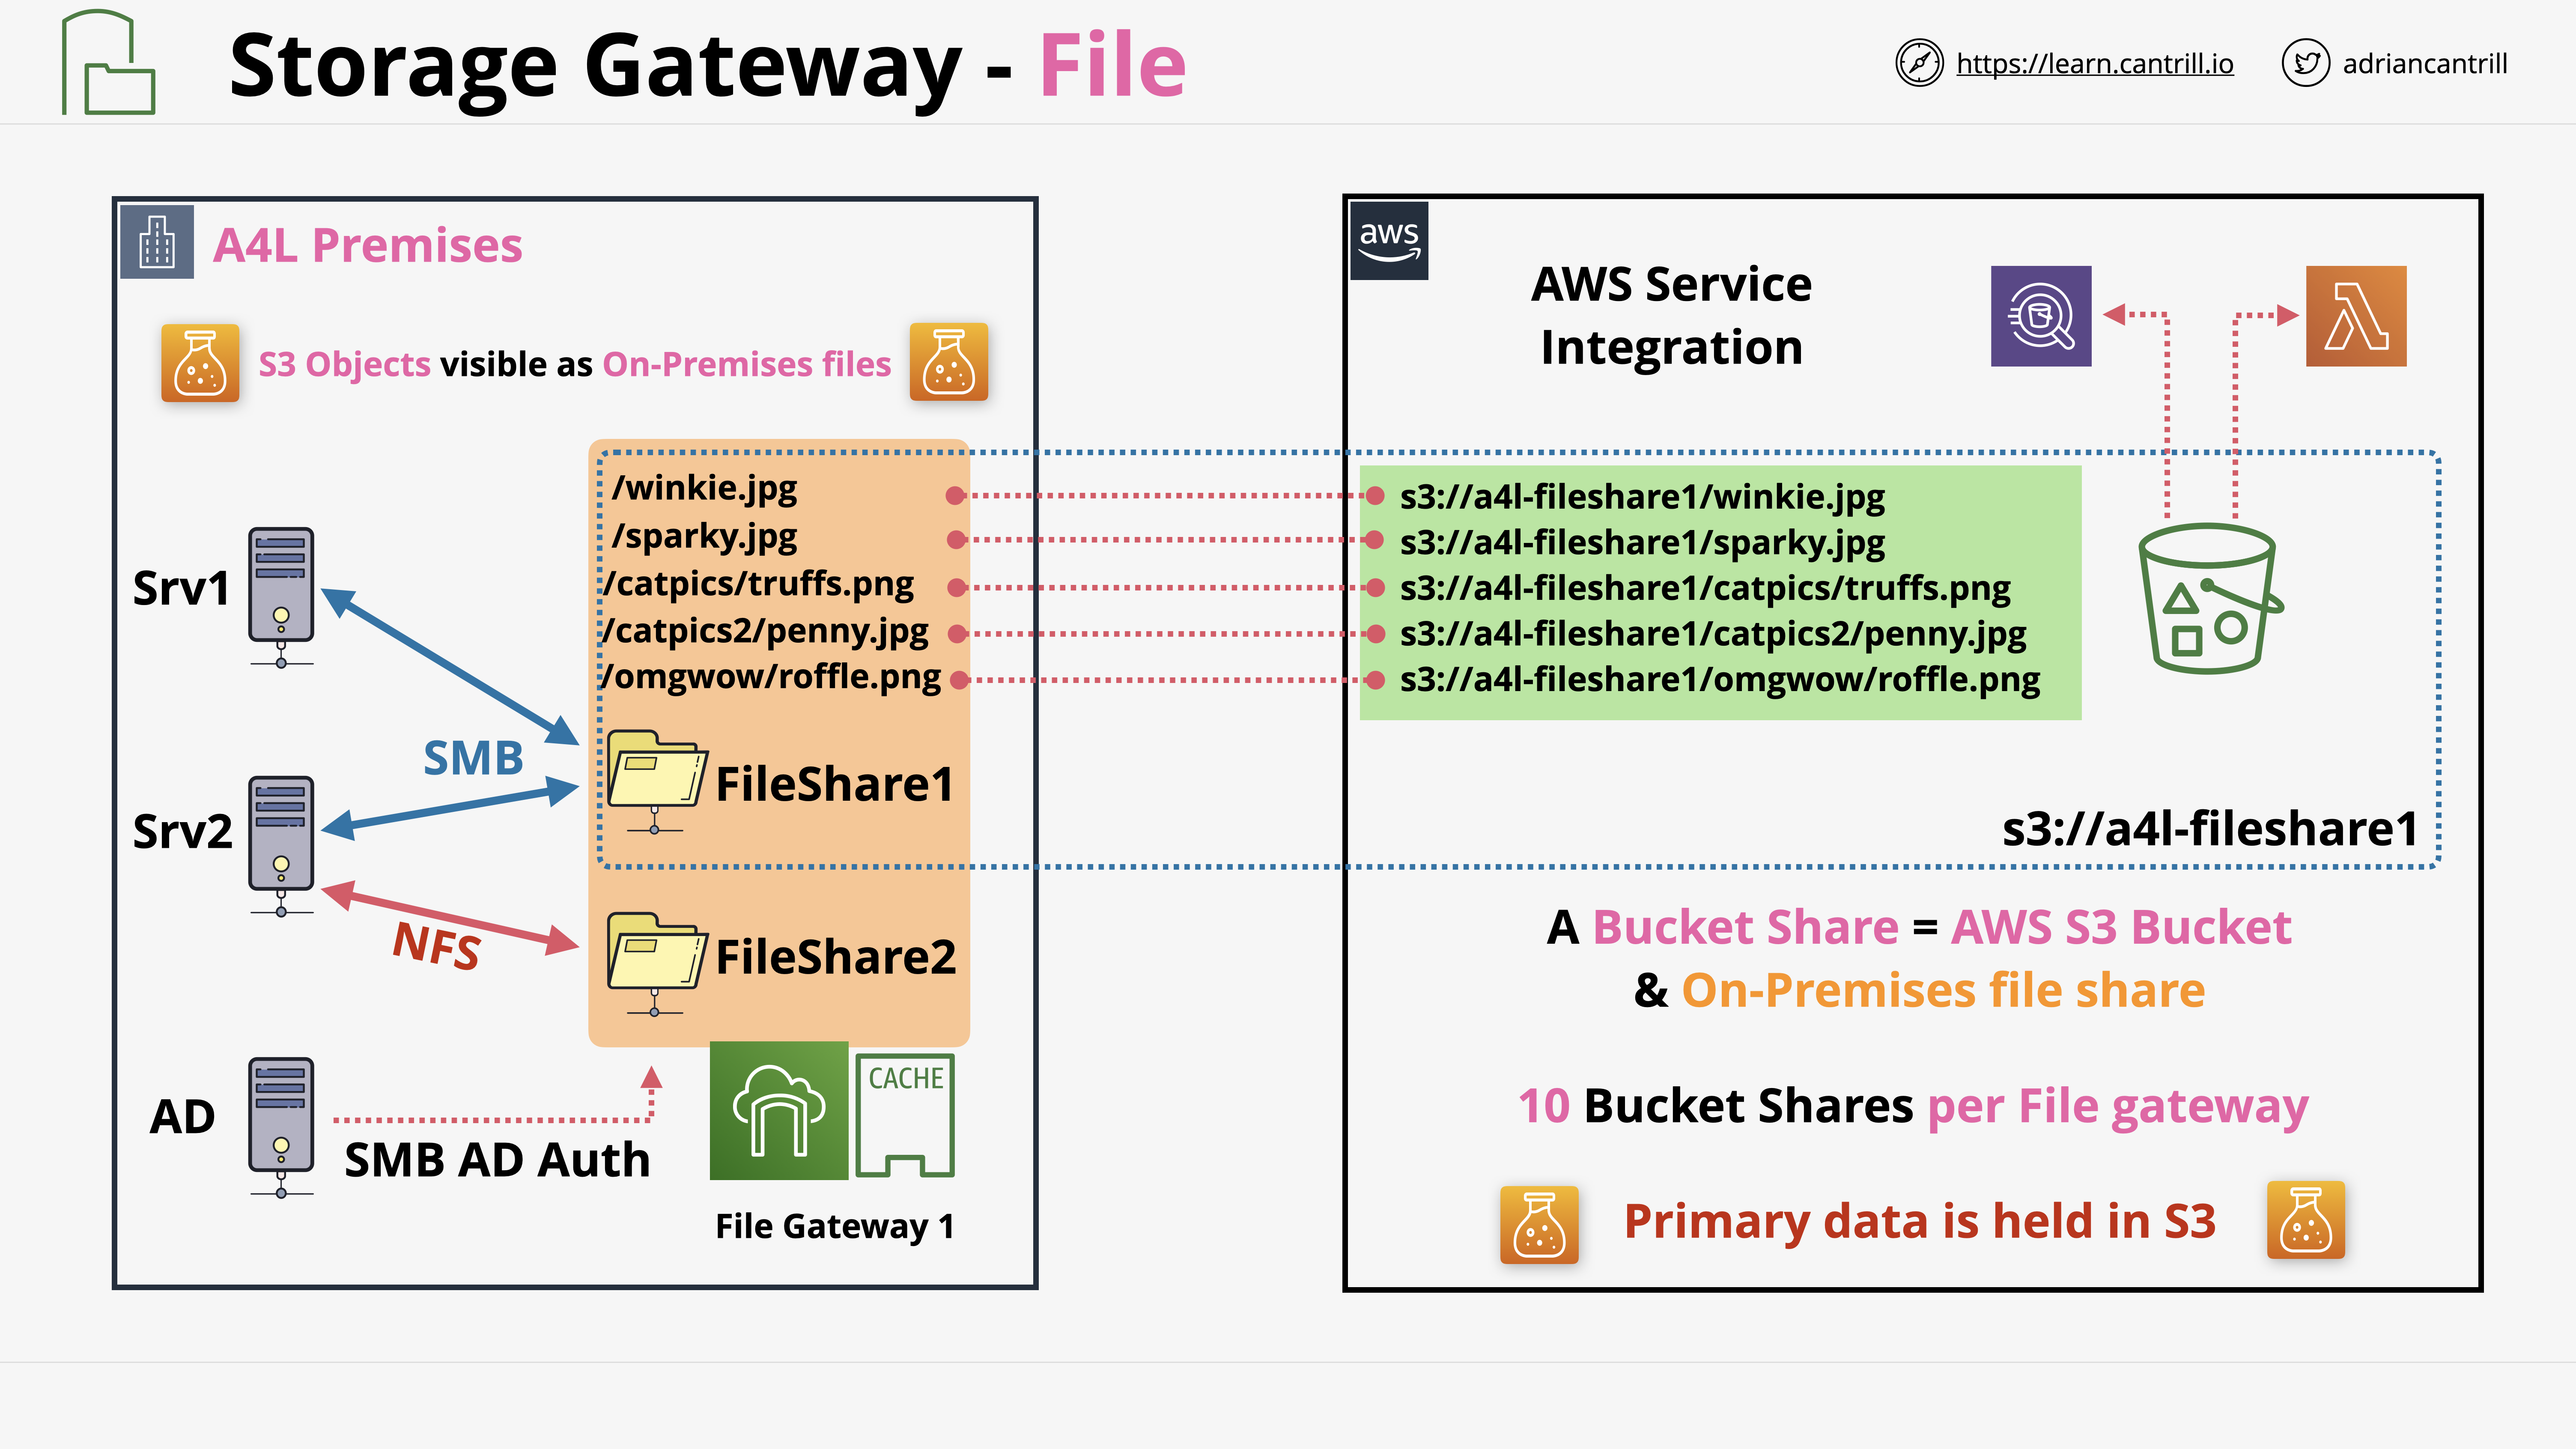 Storage Gateway - File
https://learn.cantrill.io
adriancantrill
A4L Premises
S3 Objects visible as On-Premises files
/winkie.jpg
/sparky.jpg
/catpics/truffs.png
/catpics2/penny.jpg
/omgwow/roffle.png
Srv1
SMB
FileShare1
Srv2
NFS
FileShare2
AD
SMB AD Auth
CACHE
File Gateway 1
aws
AWS Service
Integration
s3://a4l-fileshare1/winkie.jpg
s3://a4l-fileshare1/sparky.jpg
s3://a4l-fileshare1/catpics/truffs.png
s3://a4l-fileshare1/catpics2/penny.jpg
s3://a4l-fileshare1/omgwow/roffle.png
s3://a4l-fileshare1
A Bucket Share = AWS S3 Bucket
& On-Premises file share
10 Bucket Shares per File gateway
Primary data is held in S3